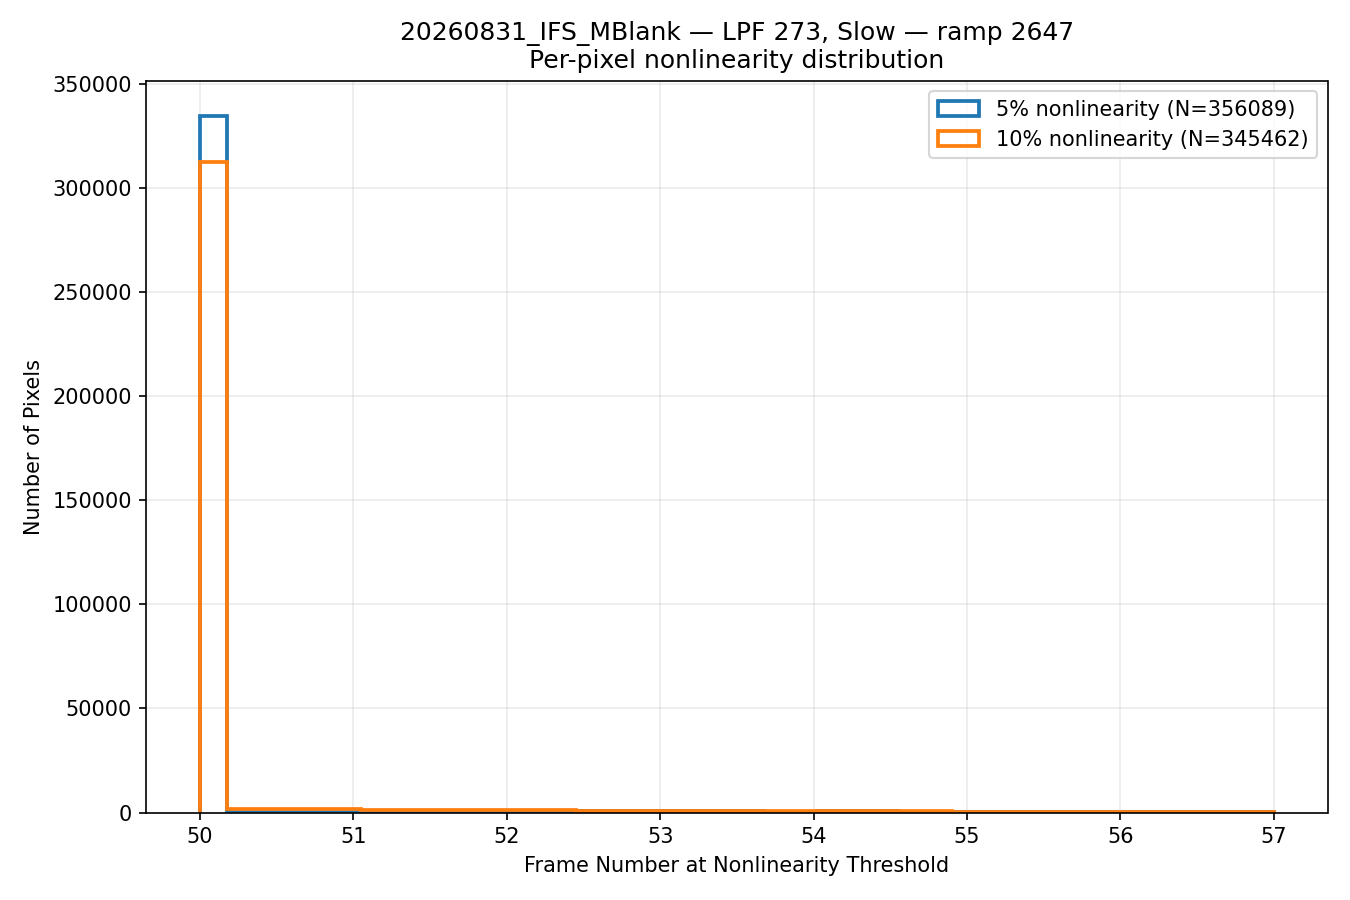 20260831_IFS_MBlank — LPF 273, Slow — ramp 2647
Per-pixel nonlinearity distribution
350000
300000
250000
200000
150000
100000
50000
0
Number of Pixels
5% nonlinearity (N=356089)
10% nonlinearity (N=345462)
50 51 52 53 54 55 56 57
Frame Number at Nonlinearity Threshold